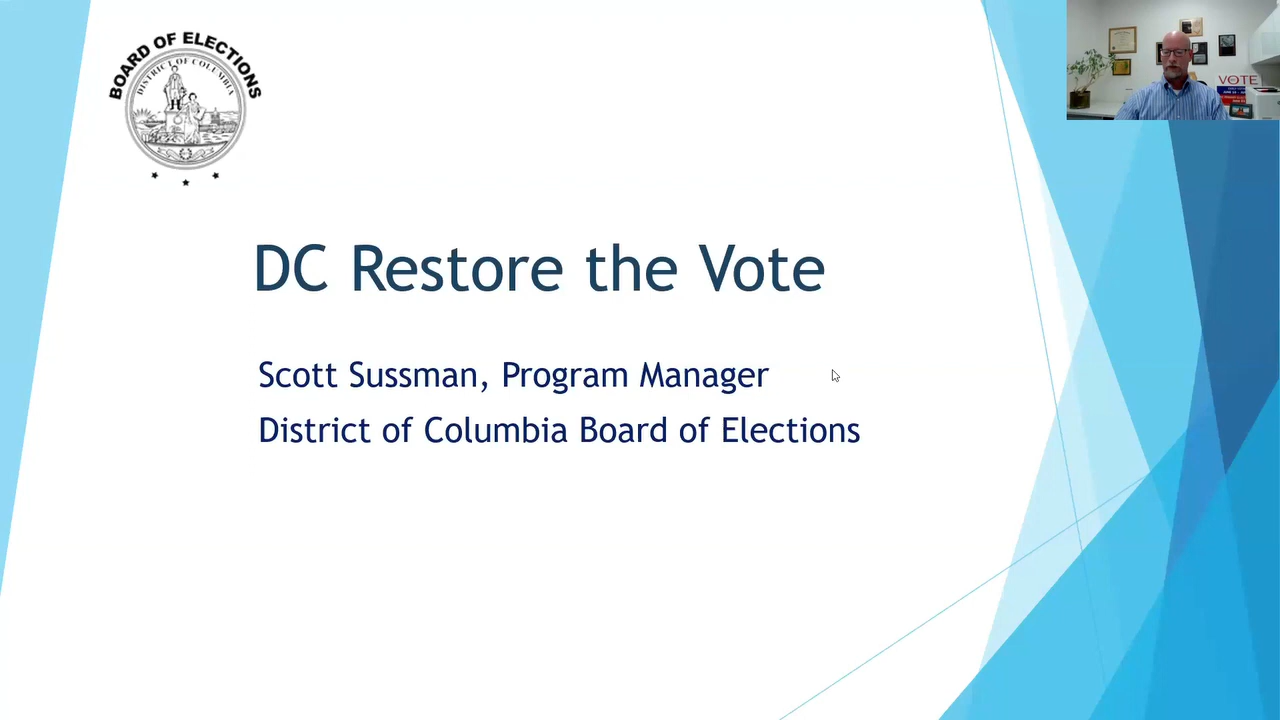 BOARD OF ELECTIONS
DISTRICT OF COLUMBIA
VOTE
DC Restore the Vote
Scott Sussman, Program Manager
District of Columbia Board of Elections